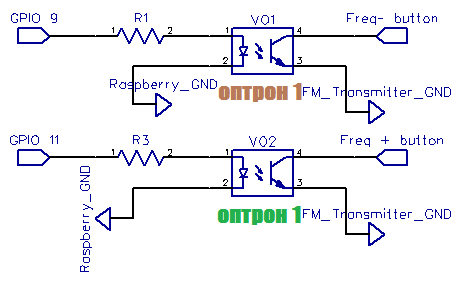 GPIO 9
R1
VO1
Freq- button
1
2
1
4
2
3
Raspberry_GND
оптрон 1
FM_Transmitter_GND
GPIO 11
R3
VO2
Freq + button
1
2
1
4
2
3
Raspberry_GND
оптрон 1
FM_Transmitter_GND